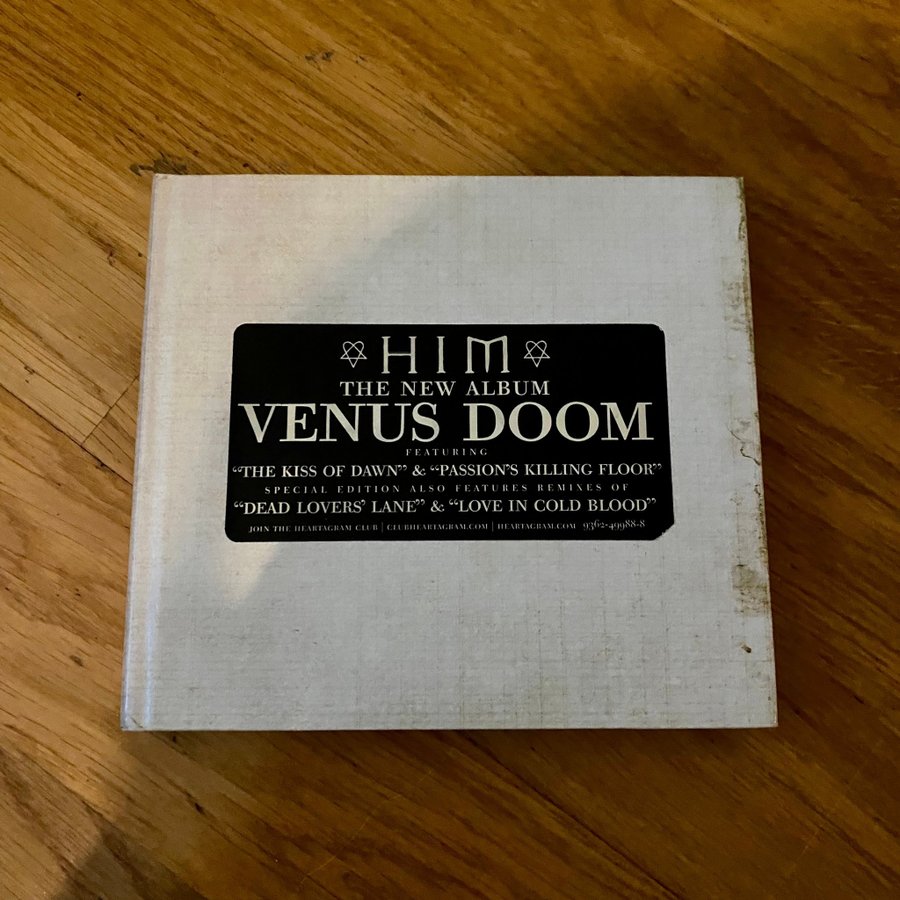 HIM
THE NEW ALBUM
VENUS DOOM
FEATURING
“THE KISS OF DAWN” & “PASSION’S KILLING FLOOR”
SPECIAL EDITION ALSO FEATURES REMIXES OF
“DEAD LOVERS’ LANE” & “LOVE IN COLD BLOOD”
JOIN THE HEARTAGRAM CLUB | CLUBHEARTAGRAM.COM | HEARTAGRAM.COM 9362-49988-8